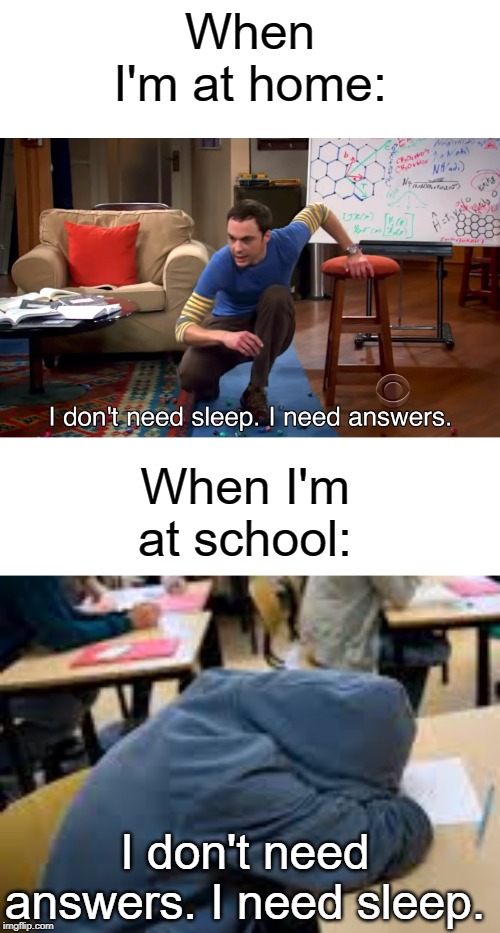 When
I'm at home:
I don't need sleep. I need answers.
When I'm
at school:
I don't need
answers. I need sleep.
imgflip.com